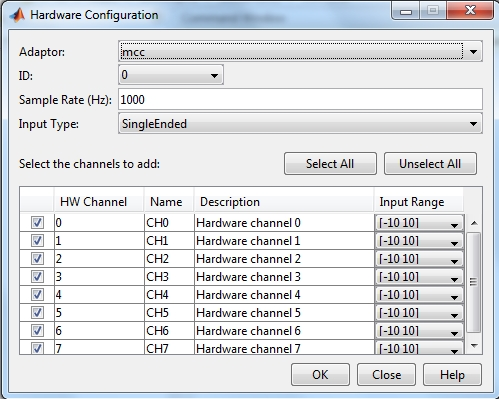 Hardware Configuration
Adaptor: mcc
ID: 0
Sample Rate (Hz): 1000
Input Type: SingleEnded
Select the channels to add: Select All Unselect All
HW Channel Name Description Input Range
0 CH0 Hardware channel 0 [-10 10]
1 CH1 Hardware channel 1 [-10 10]
2 CH2 Hardware channel 2 [-10 10]
3 CH3 Hardware channel 3 [-10 10]
4 CH4 Hardware channel 4 [-10 10]
5 CH5 Hardware channel 5 [-10 10]
6 CH6 Hardware channel 6 [-10 10]
7 CH7 Hardware channel 7 [-10 10]
OK Close Help